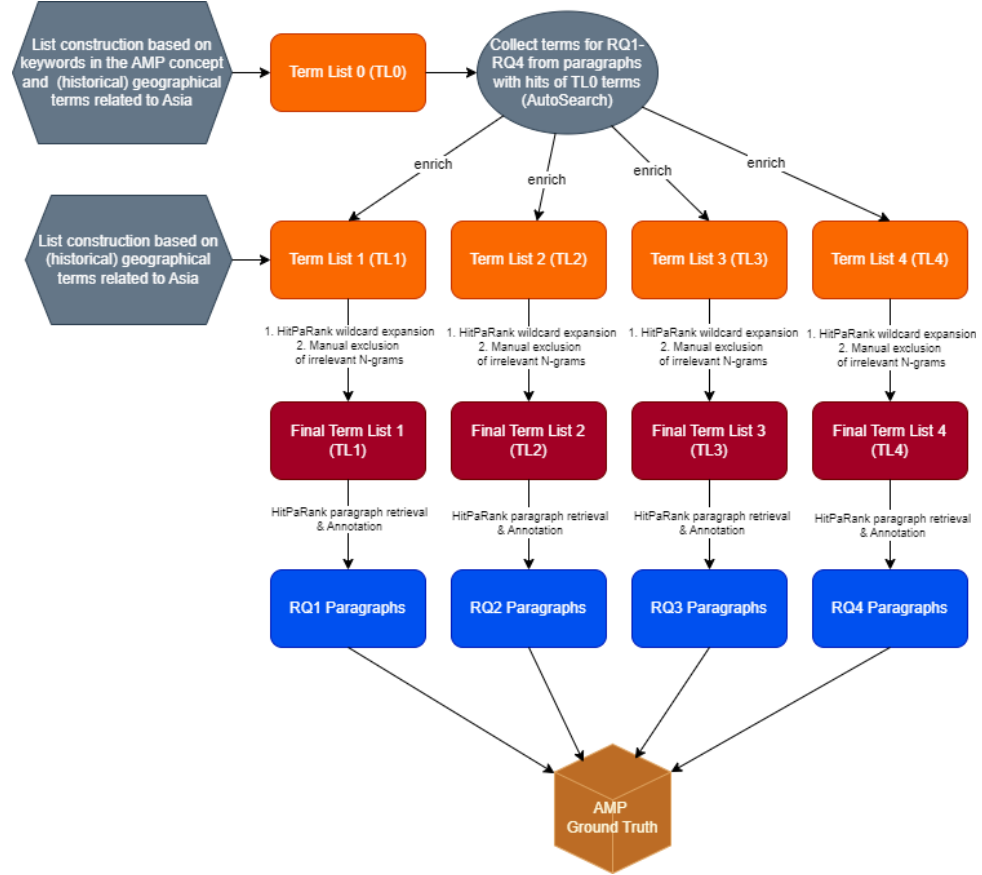 List construction based on
keywords in the AMP concept
and (historical) geographical
terms related to Asia
Term List 0 (TL0)
Collect terms for RQ1-
RQ4 from paragraphs
with hits of TL0 terms
(AutoSearch)
enrich
enrich
enrich
enrich
List construction based on
(historical) geographical
terms related to Asia
Term List 1 (TL1)
Term List 2 (TL2)
Term List 3 (TL3)
Term List 4 (TL4)
1. HitPaRank wildcard expansion
2. Manual exclusion
of irrelevant N-grams
1. HitPaRank wildcard expansion
2. Manual exclusion
of irrelevant N-grams
1. HitPaRank wildcard expansion
2. Manual exclusion
of irrelevant N-grams
1. HitPaRank wildcard expansion
2. Manual exclusion
of irrelevant N-grams
Final Term List 1
(TL1)
Final Term List 2
(TL2)
Final Term List 3
(TL3)
Final Term List 4
(TL4)
HitPaRank paragraph retrieval
& Annotation
HitPaRank paragraph retrieval
& Annotation
HitPaRank paragraph retrieval
& Annotation
HitPaRank paragraph retrieval
& Annotation
RQ1 Paragraphs
RQ2 Paragraphs
RQ3 Paragraphs
RQ4 Paragraphs
AMP
Ground Truth